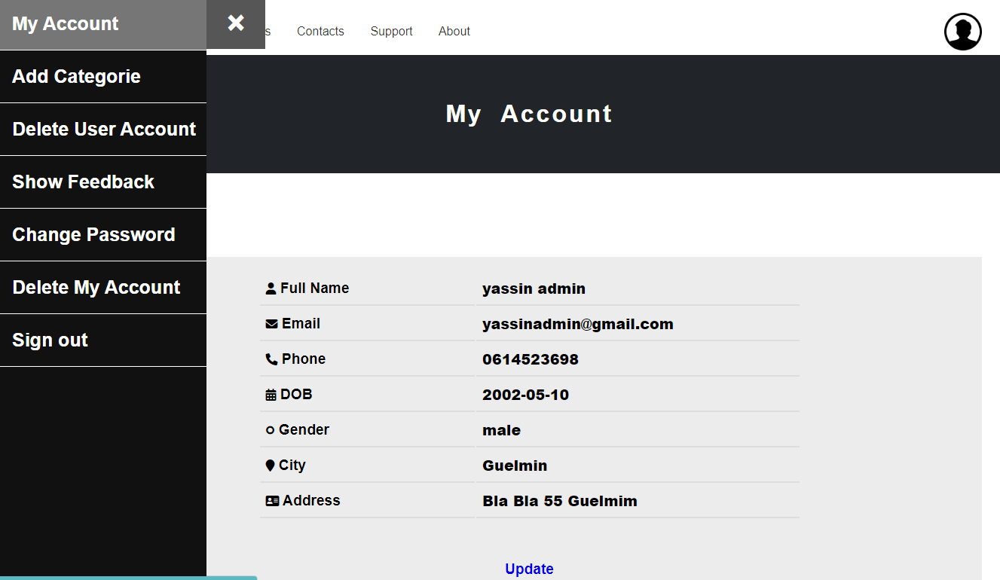 My Account
Add Categorie
Delete User Account
Show Feedback
Change Password
Delete My Account
Sign out
s Contacts Support About
My Account
Full Name yassin admin
Email yassinadmin@gmail.com
Phone 0614523698
DOB 2002-05-10
Gender male
City Guelmin
Address Bla Bla 55 Guelmim
Update